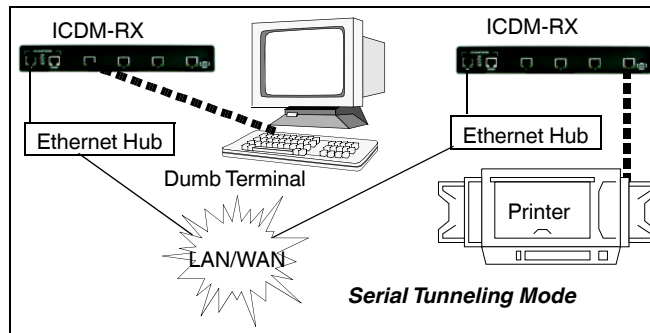 ICDM-RX
ICDM-RX
Ethernet Hub
Ethernet Hub
Dumb Terminal
Printer
LAN/WAN
Serial Tunneling Mode